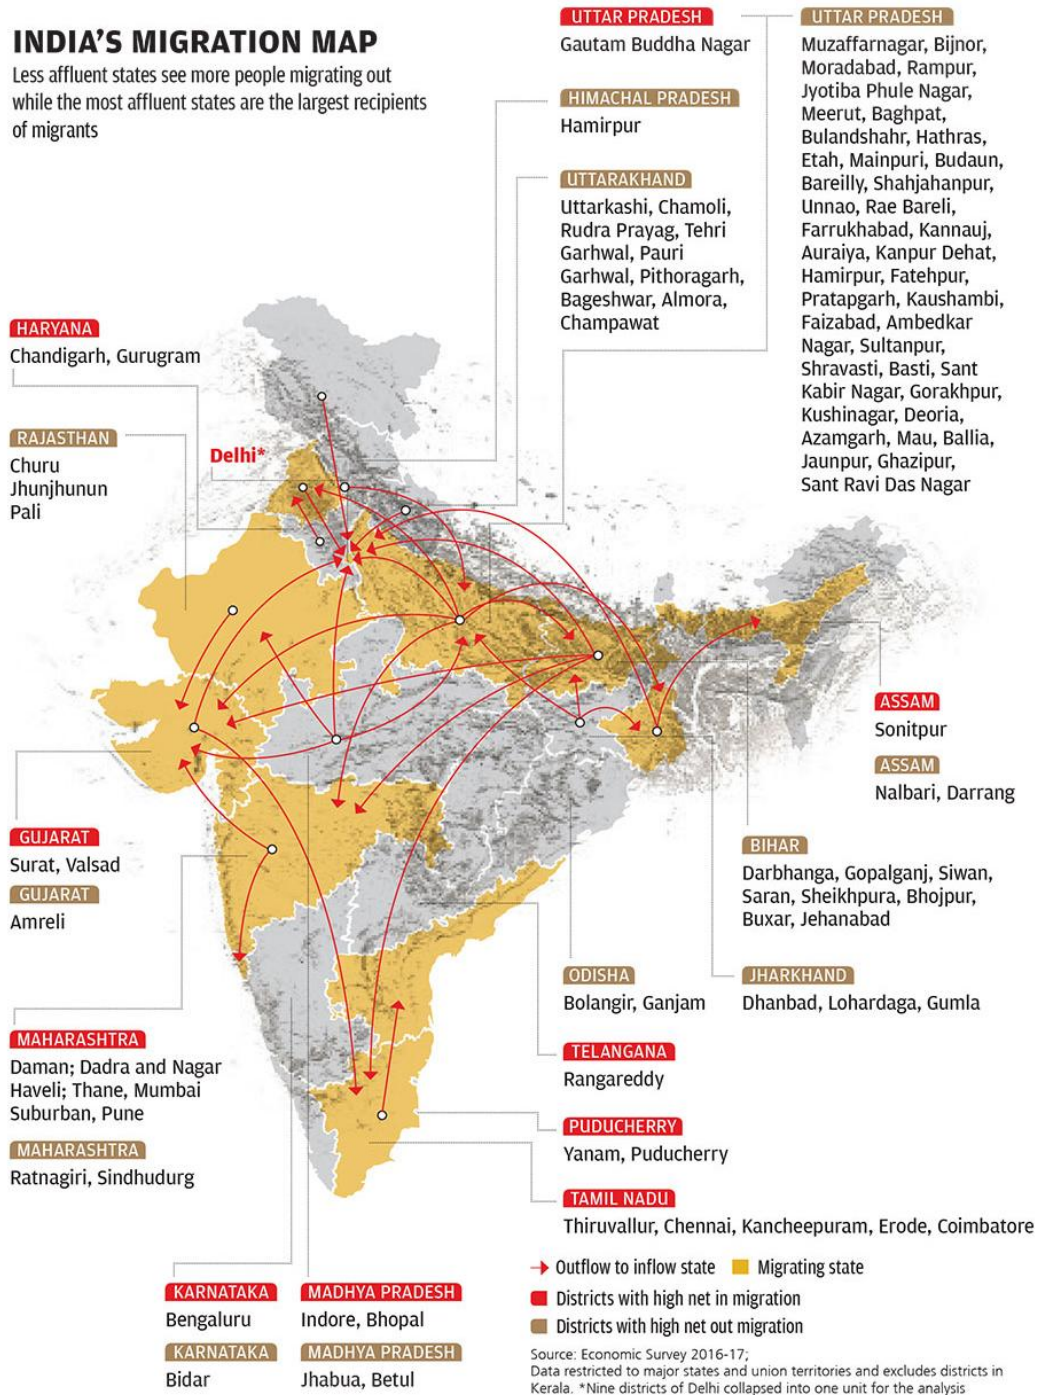 INDIA'S MIGRATION MAP
Less affluent states see more people migrating out
while the most affluent states are the largest recipients
of migrants
UTTAR PRADESH
Gautam Buddha Nagar
HIMACHAL PRADESH
Hamirpur
UTTARAKHAND
Uttarkashi, Chamoli,
Rudra Prayag, Tehri
Garhwal, Pauri
Garhwal, Pithoragarh,
Bageshwar, Almora,
Champawat
UTTAR PRADESH
Muzaffarnagar, Bijnor,
Moradabad, Rampur,
Jyotiba Phule Nagar,
Meerut, Baghpat,
Bulandshahr, Hathras,
Etah, Mainpuri, Budaun,
Bareilly, Shahjahanpur,
Unnao, Rae Bareli,
Farrukhabad, Kannauj,
Auraiya, Kanpur Dehat,
Hamirpur, Fatehpur,
Pratapgarh, Kaushambi,
Faizabad, Ambedkar
Nagar, Sultanpur,
Shravasti, Basti, Sant
Kabir Nagar, Gorakhpur,
Kushinagar, Deoria,
Azamgarh, Mau, Ballia,
Jaunpur, Ghazipur,
Sant Ravi Das Nagar
HARYANA
Chandigarh, Gurugram
RAJASTHAN
Churu
Jhunjhunun
Pali
Delhi*
ASSAM
Sonitpur
ASSAM
Nalbari, Darrang
GUJARAT
Surat, Valsad
GUJARAT
Amreli
BIHAR
Darbhanga, Gopalganj, Siwan,
Saran, Sheikhpura, Bhojpur,
Buxar, Jehanabad
ODISHA
Bolangir, Ganjam
JHARKHAND
Dhanbad, Lohardaga, Gumla
MAHARASHTRA
Daman; Dadra and Nagar
Haveli; Thane, Mumbai
Suburban, Pune
MAHARASHTRA
Ratnagiri, Sindhudurg
TELANGANA
Rangareddy
PUDUCHERRY
Yanam, Puducherry
TAMIL NADU
Thiruvallur, Chennai, Kancheepuram, Erode, Coimbatore
KARNATAKA
Bengaluru
KARNATAKA
Bidar
MADHYA PRADESH
Indore, Bhopal
MADHYA PRADESH
Jhabua, Betul
Outflow to inflow state
Migrating state
Districts with high net in migration
Districts with high net out migration
Source: Economic Survey 2016-17;
Data restricted to major states and union territories and excludes districts in
Kerala. *Nine districts of Delhi collapsed into one unit for the analysis